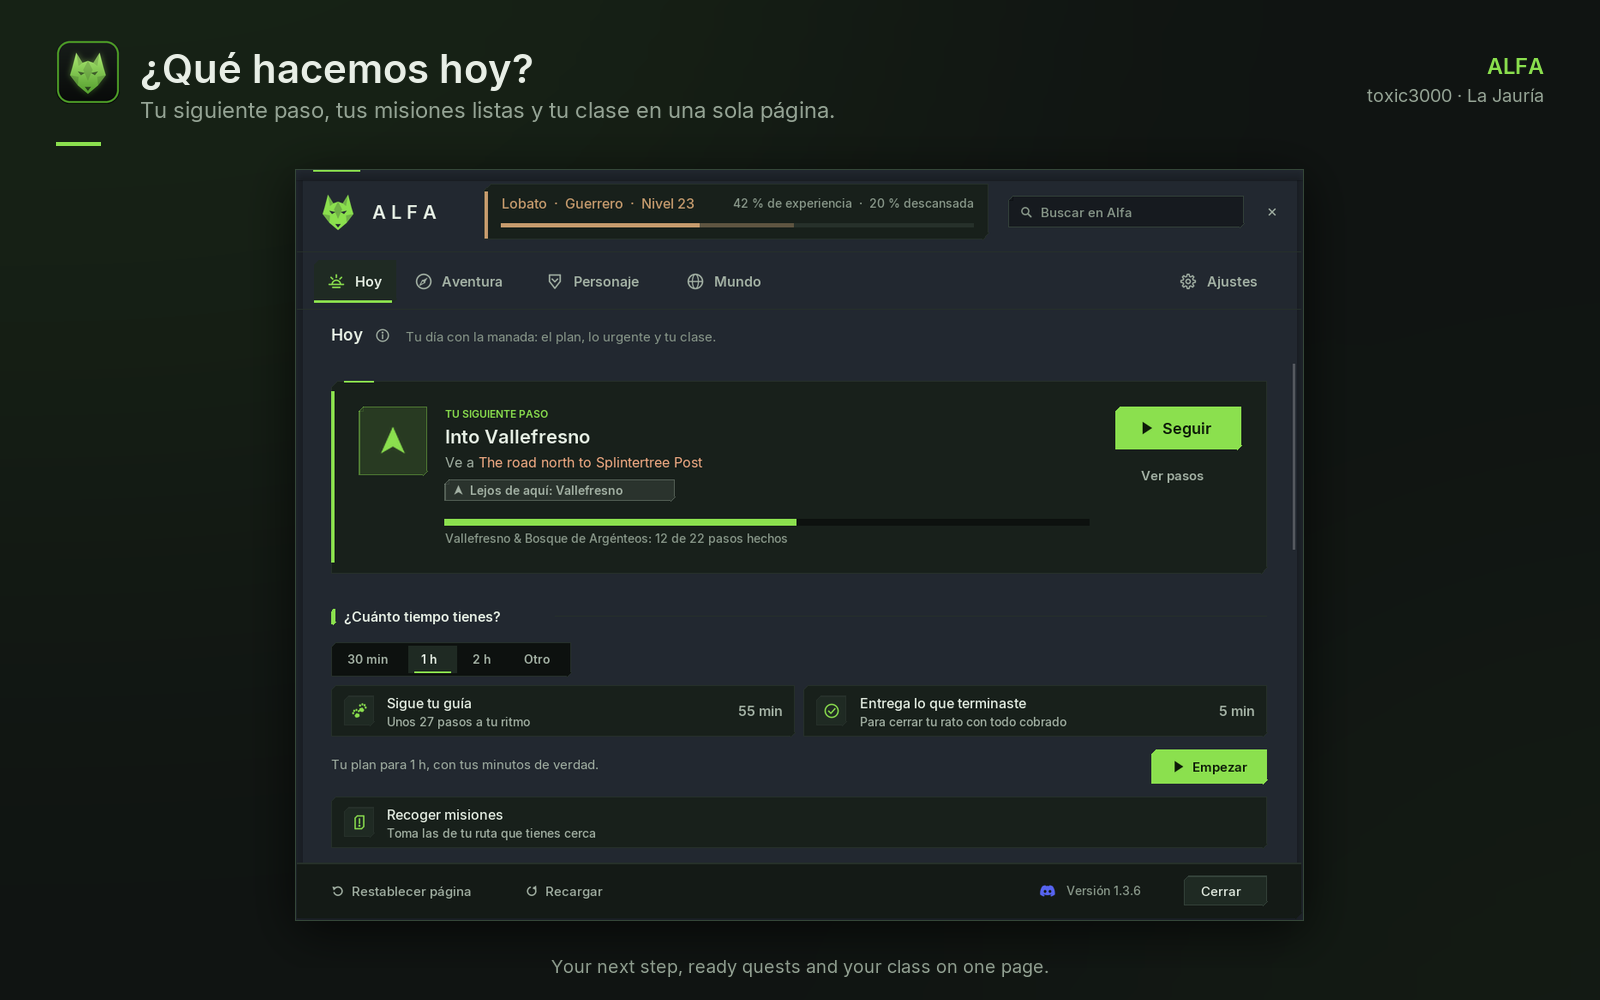 ¿Qué hacemos hoy?
Tu siguiente paso, tus misiones listas y tu clase en una sola página.
ALFA
toxic3000 · La Jauría
ALFA
Lobato · Guerrero · Nivel 23
42 % de experiencia · 20 % descansada
Buscar en Alfa
Hoy
Aventura
Personaje
Mundo
Ajustes
Hoy
Tu día con la manada: el plan, lo urgente y tu clase.
TU SIGUIENTE PASO
Into Vallefresno
Ve a The road north to Splintertree Post
Lejos de aquí: Vallefresno
Vallefresno & Bosque de Argénteos: 12 de 22 pasos hechos
Seguir
Ver pasos
¿Cuánto tiempo tienes?
30 min
1 h
2 h
Otro
Sigue tu guía
Unos 27 pasos a tu ritmo
55 min
Entrega lo que terminaste
Para cerrar tu rato con todo cobrado
5 min
Tu plan para 1 h, con tus minutos de verdad.
Empezar
Recoger misiones
Toma las de tu ruta que tienes cerca
Restablecer página
Recargar
Versión 1.3.6
Cerrar
Your next step, ready quests and your class on one page.